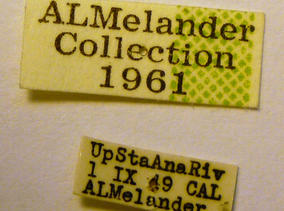 ALMelander
Collection
1961
UpStaAnaRiv
1 IX 49 CAL
ALMelander